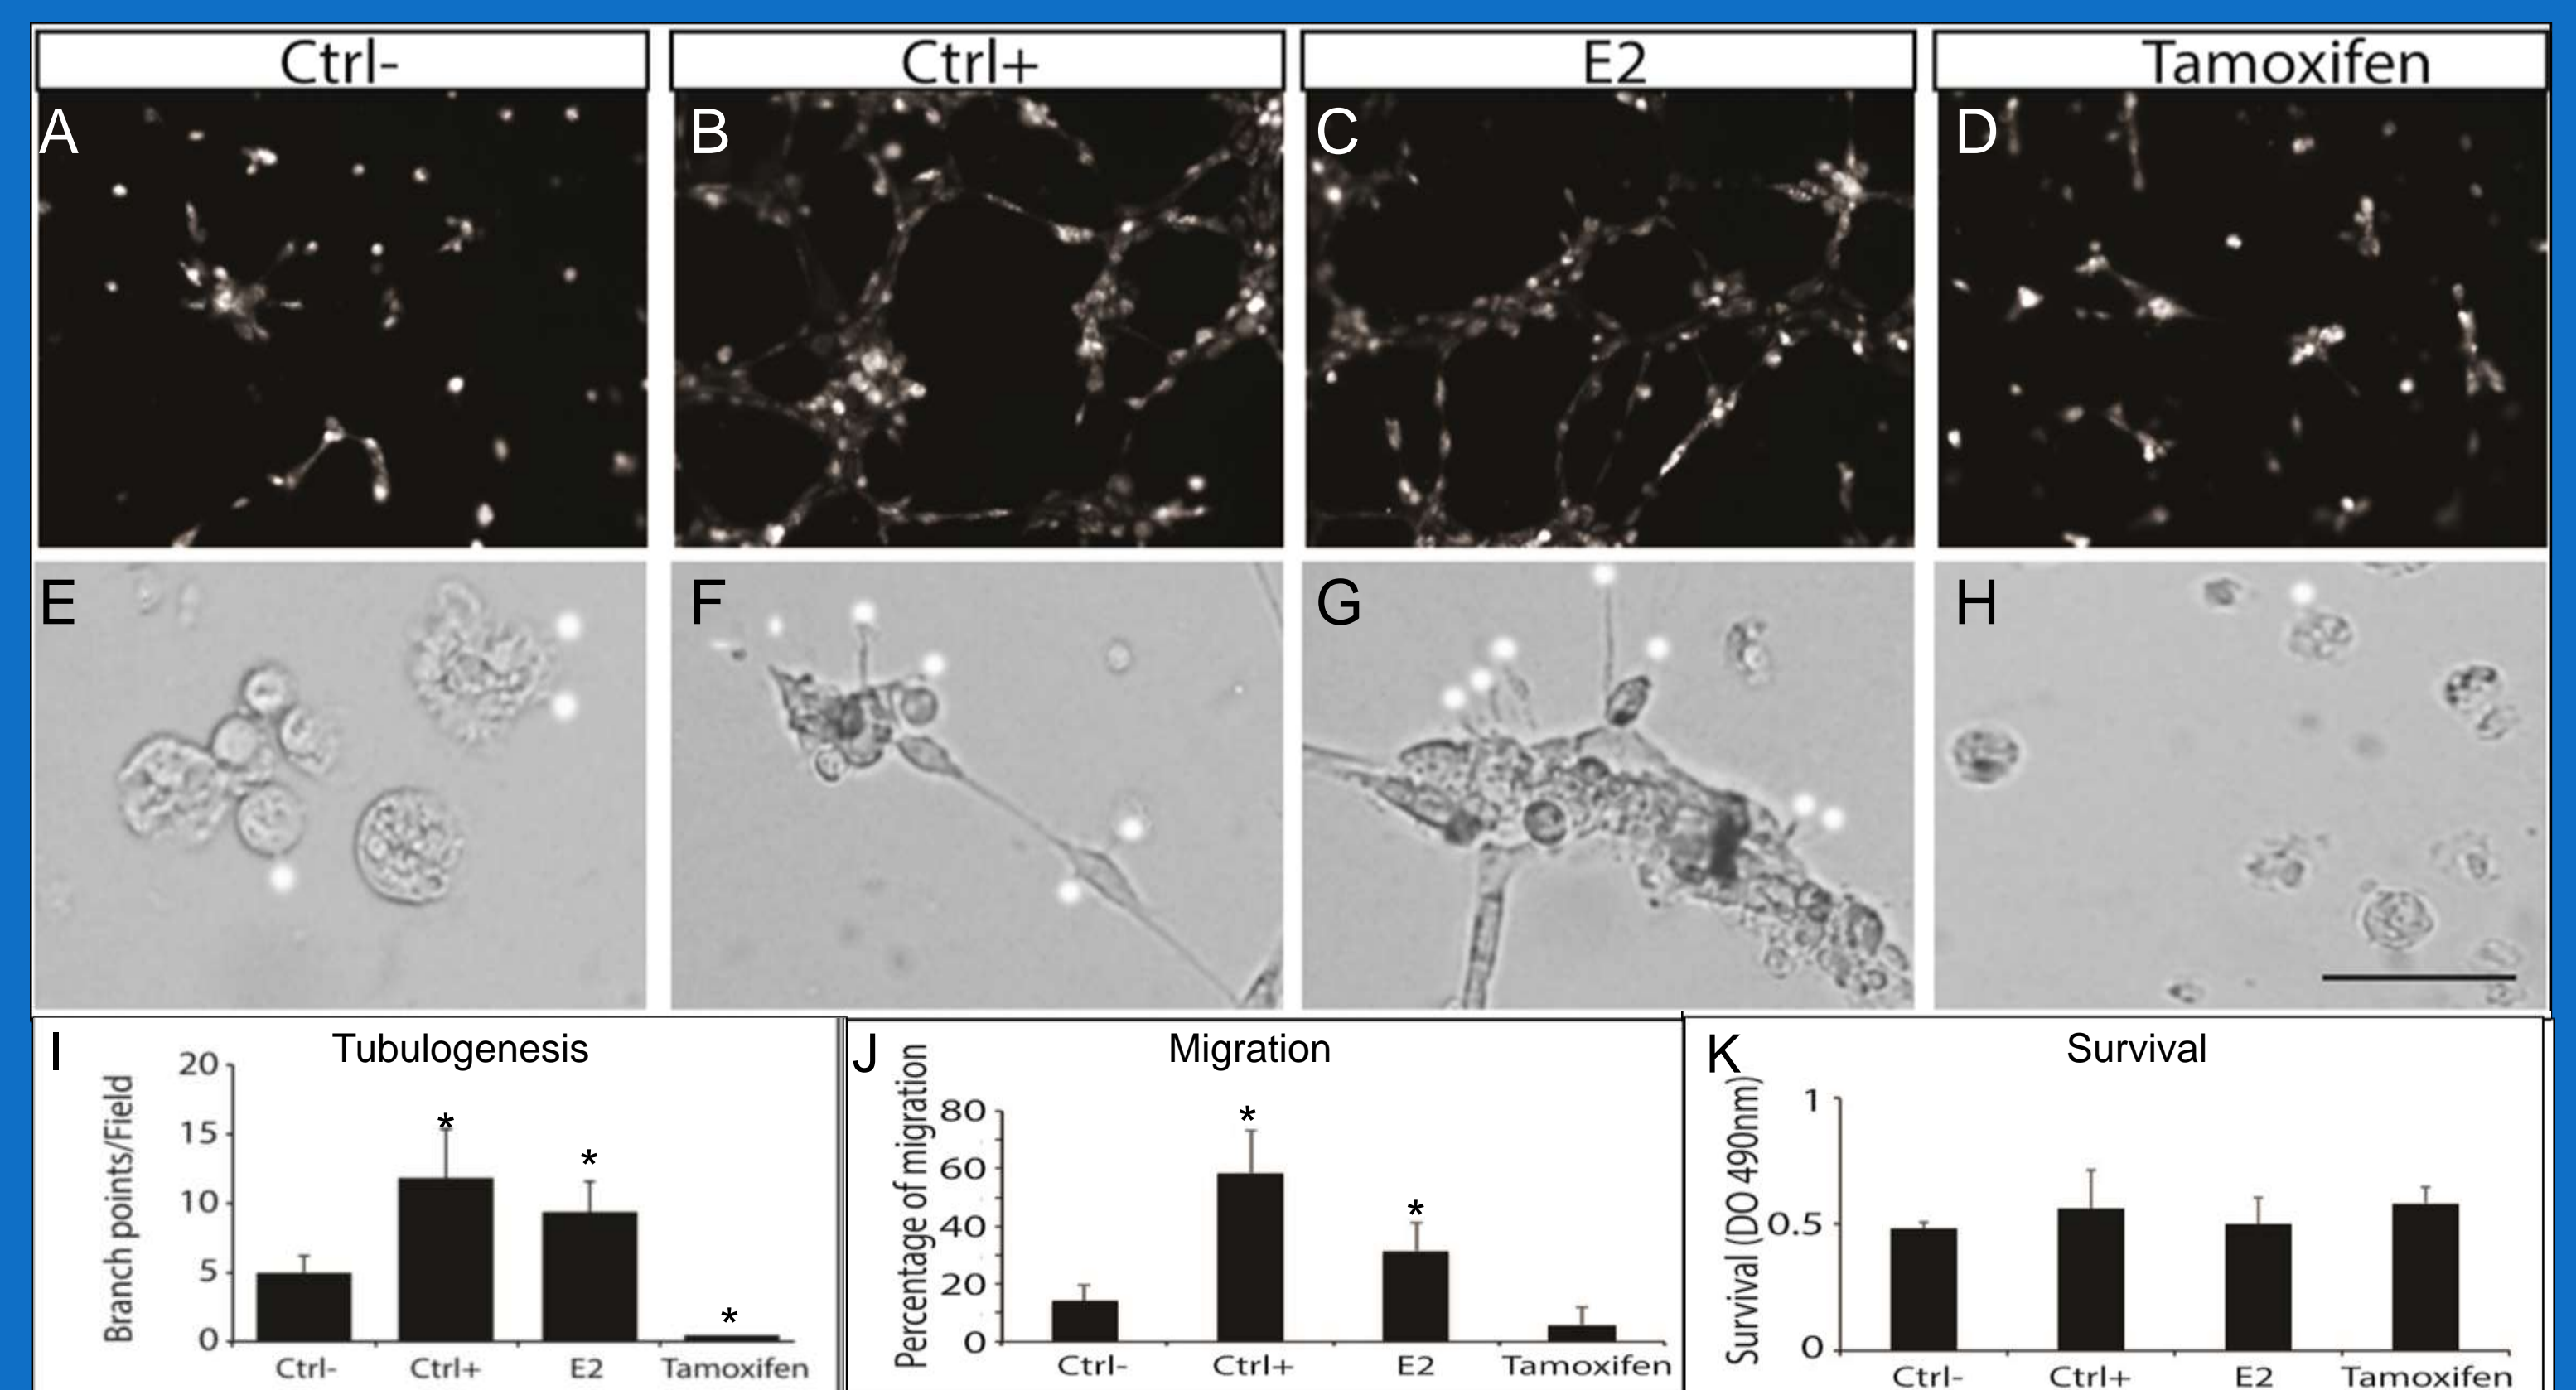 Ctrl-
Ctrl+
E2
Tamoxifen
A
B
C
D
E
F
G
H
I
Tubulogenesis
Branch points/Field
20
15
10
5
0
*
*
*
Ctrl-
Ctrl+
E2
Tamoxifen
J
Migration
Percentage of migration
80
60
40
20
0
*
*
Ctrl-
Ctrl+
E2
Tamoxifen
K
Survival
Survival (DO 490nm)
1
0.5
0
Ctrl-
Ctrl+
E2
Tamoxifen